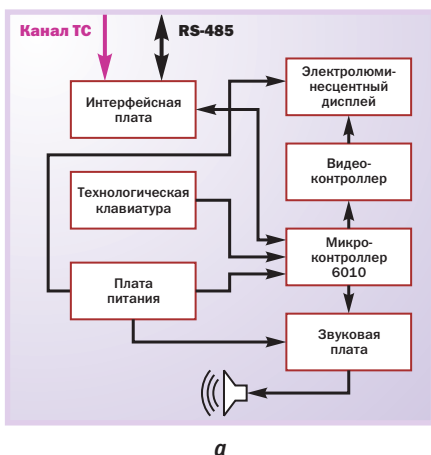 Канал ТС
RS-485
Интерфейсная
плата
Электролюми-
несцентный
дисплей
Видео-
контроллер
Технологическая
клавиатура
Микро-
контроллер
6010
Плата
питания
Звуковая
плата
а